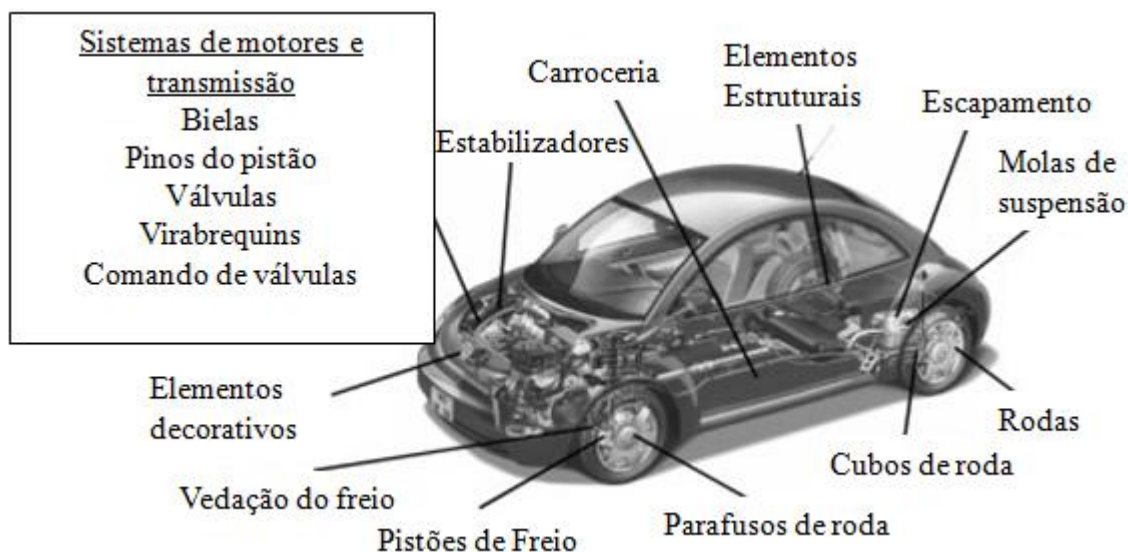 Sistemas de motores e
transmissão
Bielas
Pinos do pistão
Válvulas
Virabrequins
Comando de válvulas
Estabilizadores
Carroceria
Elementos
Estruturais
Escapamento
Molas de
suspensão
Elementos
decorativos
Vedação do freio
Pistões de Freio
Parafusos de roda
Cubos de roda
Rodas